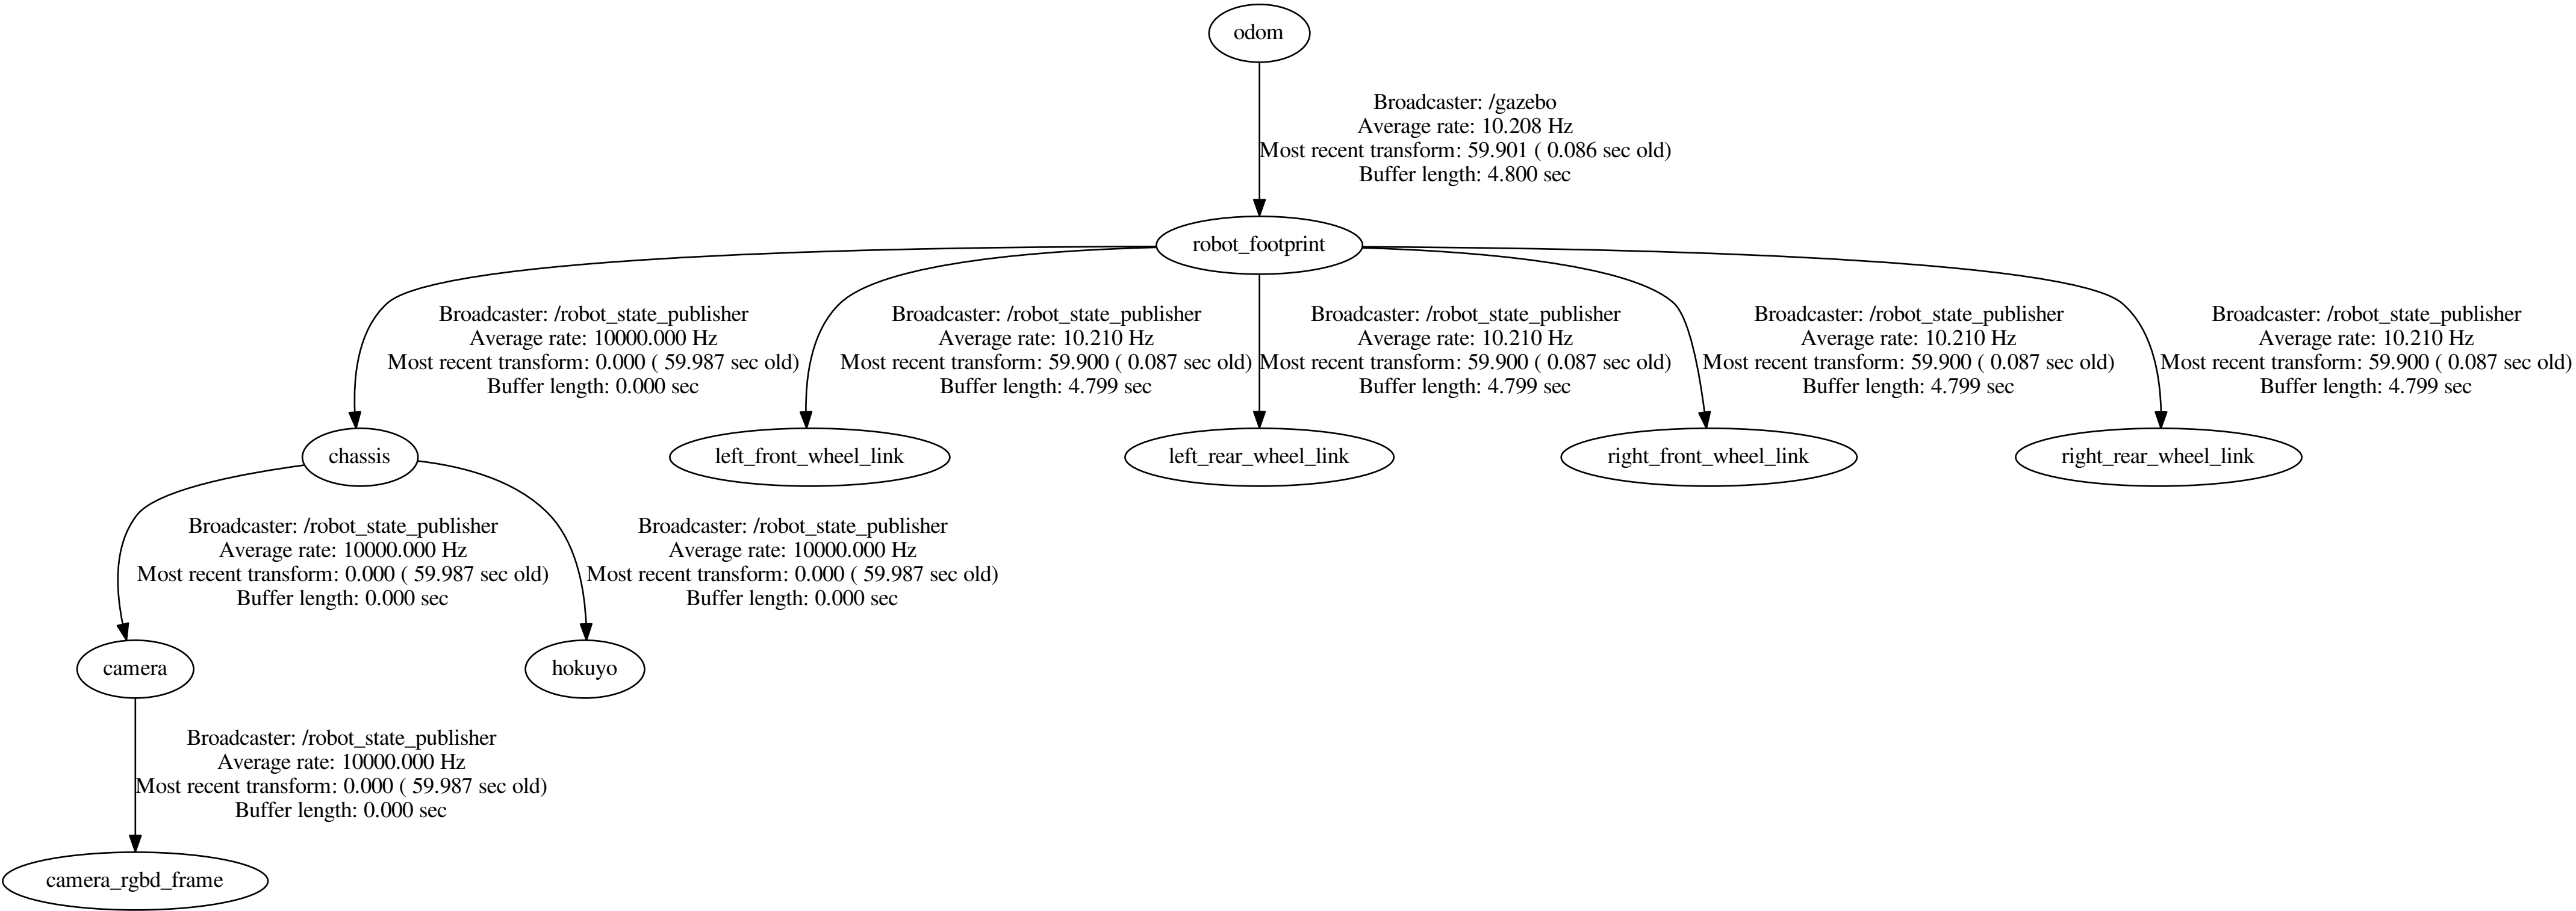 odom
Broadcaster: /gazebo
Average rate: 10.208 Hz
Most recent transform: 59.901 ( 0.086 sec old)
Buffer length: 4.800 sec
robot_footprint
Broadcaster: /robot_state_publisher
Average rate: 10000.000 Hz
Most recent transform: 0.000 ( 59.987 sec old)
Buffer length: 0.000 sec
Broadcaster: /robot_state_publisher
Average rate: 10.210 Hz
Most recent transform: 59.900 ( 0.087 sec old)
Buffer length: 4.799 sec
Broadcaster: /robot_state_publisher
Average rate: 10.210 Hz
Most recent transform: 59.900 ( 0.087 sec old)
Buffer length: 4.799 sec
Broadcaster: /robot_state_publisher
Average rate: 10.210 Hz
Most recent transform: 59.900 ( 0.087 sec old)
Buffer length: 4.799 sec
Broadcaster: /robot_state_publisher
Average rate: 10.210 Hz
Most recent transform: 59.900 ( 0.087 sec old)
Buffer length: 4.799 sec
chassis
left_front_wheel_link
left_rear_wheel_link
right_front_wheel_link
right_rear_wheel_link
Broadcaster: /robot_state_publisher
Average rate: 10000.000 Hz
Most recent transform: 0.000 ( 59.987 sec old)
Buffer length: 0.000 sec
Broadcaster: /robot_state_publisher
Average rate: 10000.000 Hz
Most recent transform: 0.000 ( 59.987 sec old)
Buffer length: 0.000 sec
camera
hokuyo
Broadcaster: /robot_state_publisher
Average rate: 10000.000 Hz
Most recent transform: 0.000 ( 59.987 sec old)
Buffer length: 0.000 sec
camera_rgbd_frame